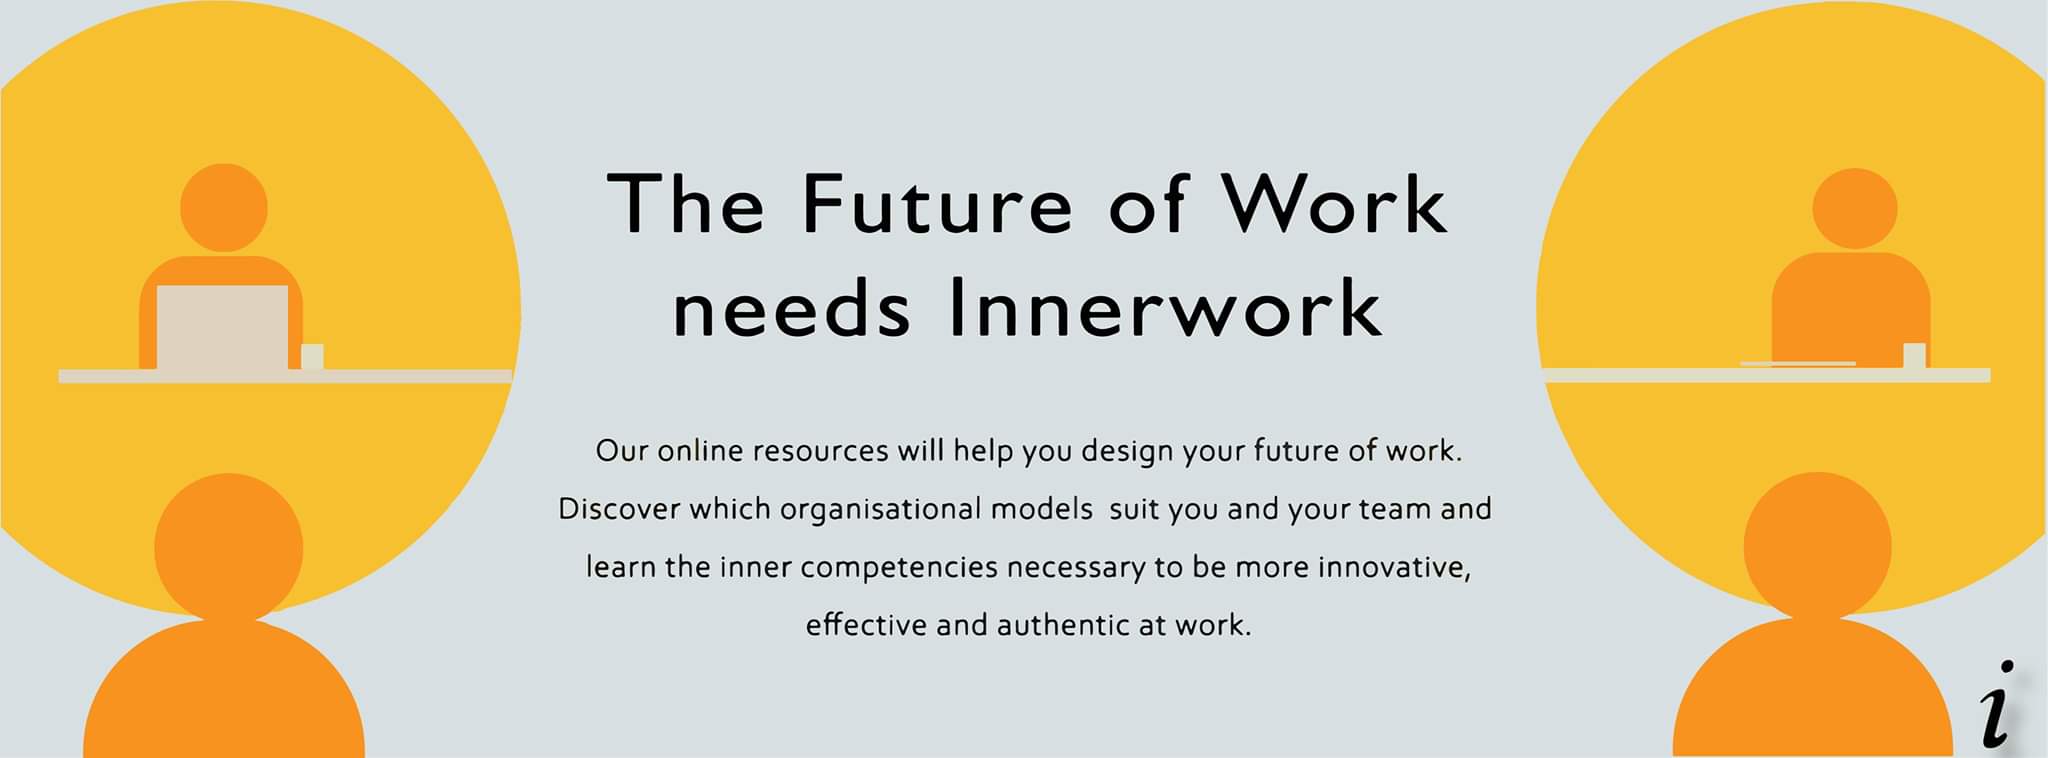 The Future of Work
needs Innerwork
Our online resources will help you design your future of work.
Discover which organisational models  suit you and your team and
learn the inner competencies necessary to be more innovative,
effective and authentic at work.
i